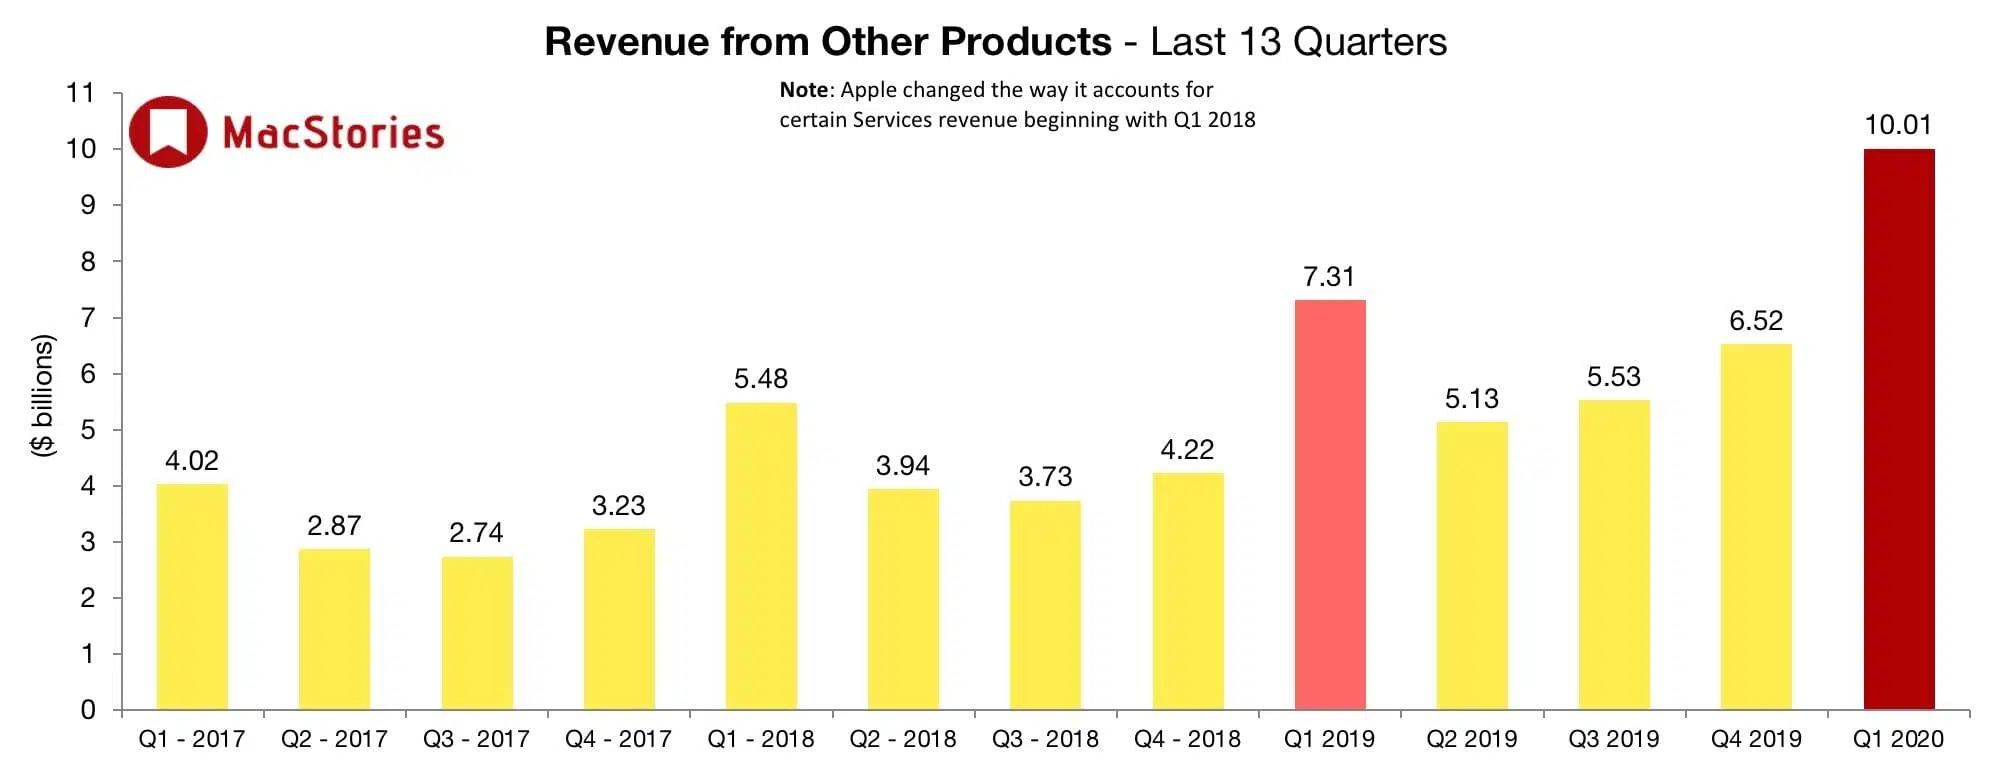 Revenue from Other Products - Last 13 Quarters
Note: Apple changed the way it accounts for
certain Services revenue beginning with Q1 2018
MacStories
($ billions)
11
10
9
8
7
6
5
4
3
2
1
0
4.02
2.87
2.74
3.23
5.48
3.94
3.73
4.22
7.31
5.13
5.53
6.52
10.01
Q1 - 2017
Q2 - 2017
Q3 - 2017
Q4 - 2017
Q1 - 2018
Q2 - 2018
Q3 - 2018
Q4 - 2018
Q1 2019
Q2 2019
Q3 2019
Q4 2019
Q1 2020